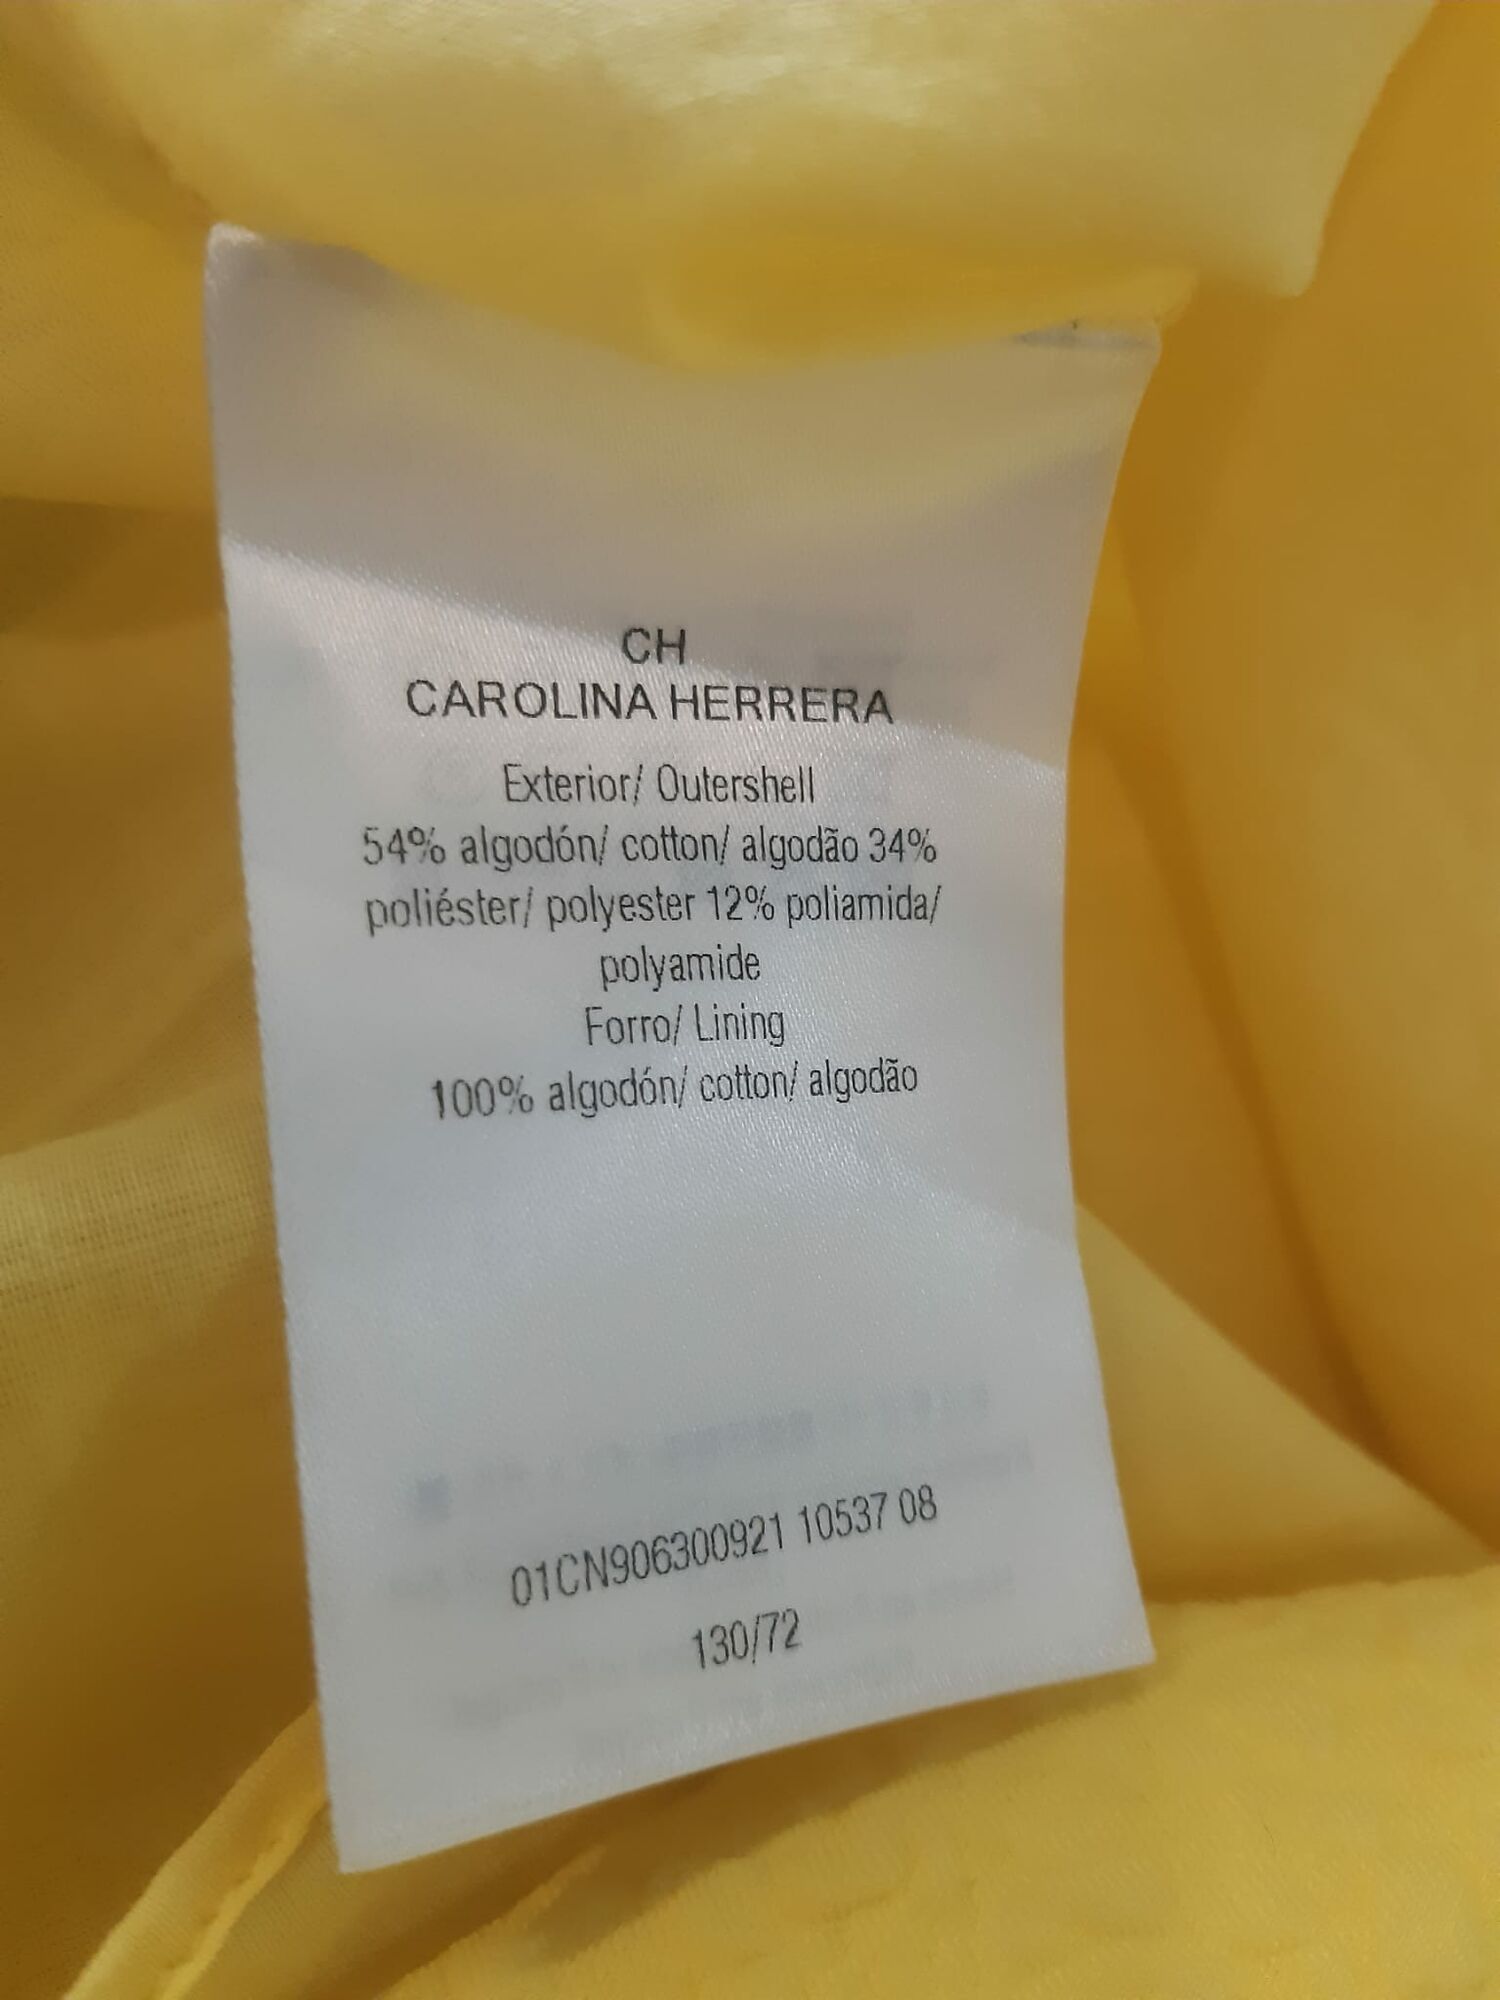 CH
CAROLINA HERRERA
Exterior/ Outershell
54% algodón/ cotton/ algodão 34%
poliéster/ polyester 12% poliamida/
polyamide
Forro/ Lining
100% algodón/ cotton/ algodão
01CN906300921 10537 08
130/72